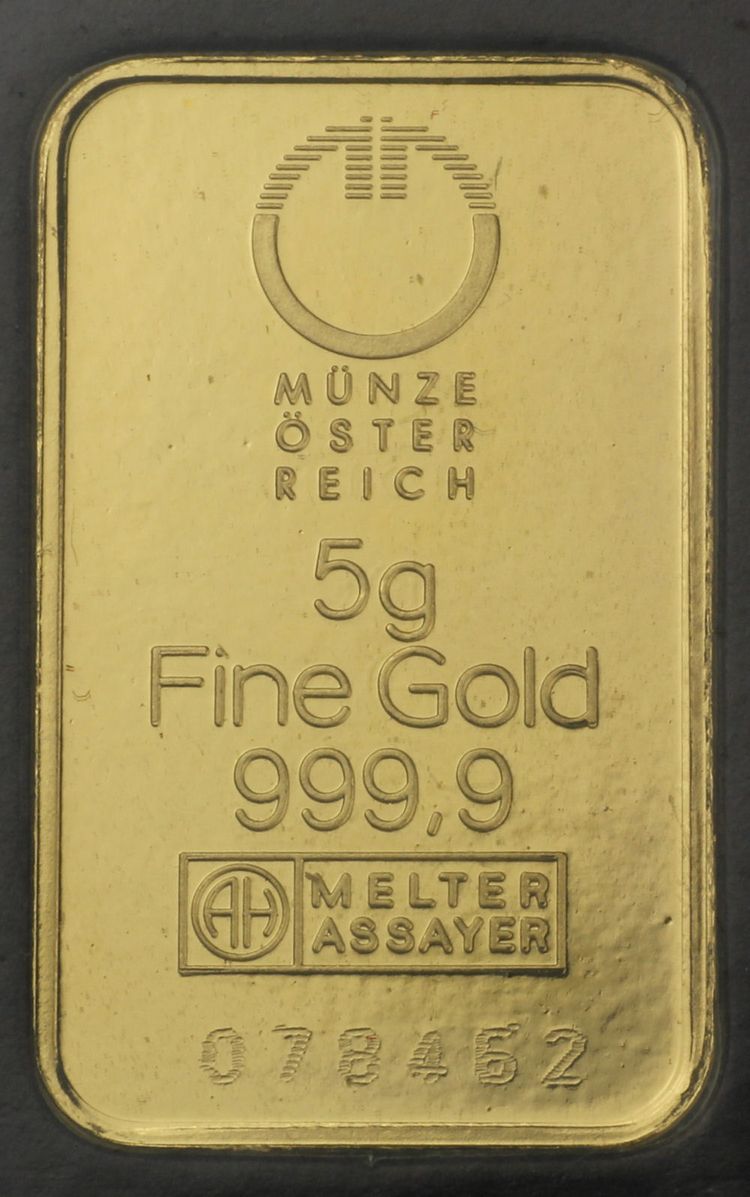 MÜNZE
ÖSTER
REICH
5g
Fine Gold
999,9
AH MELTER
ASSAYER
078462